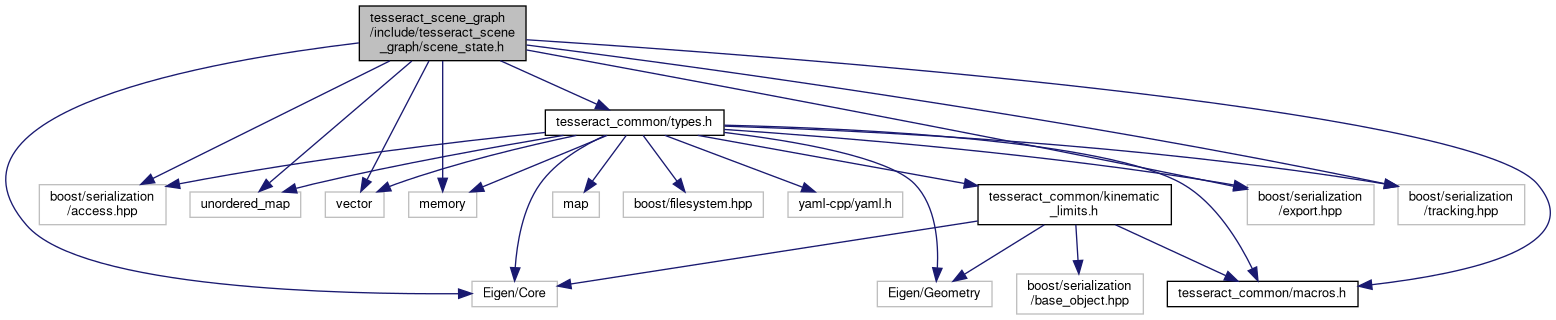 tesseract_scene_graph
/include/tesseract_scene
_graph/scene_state.h
tesseract_common/types.h
boost/serialization
/access.hpp
unordered_map
vector
memory
map
boost/filesystem.hpp
yaml-cpp/yaml.h
tesseract_common/kinematic
_limits.h
boost/serialization
/export.hpp
boost/serialization
/tracking.hpp
Eigen/Core
Eigen/Geometry
boost/serialization
/base_object.hpp
tesseract_common/macros.h